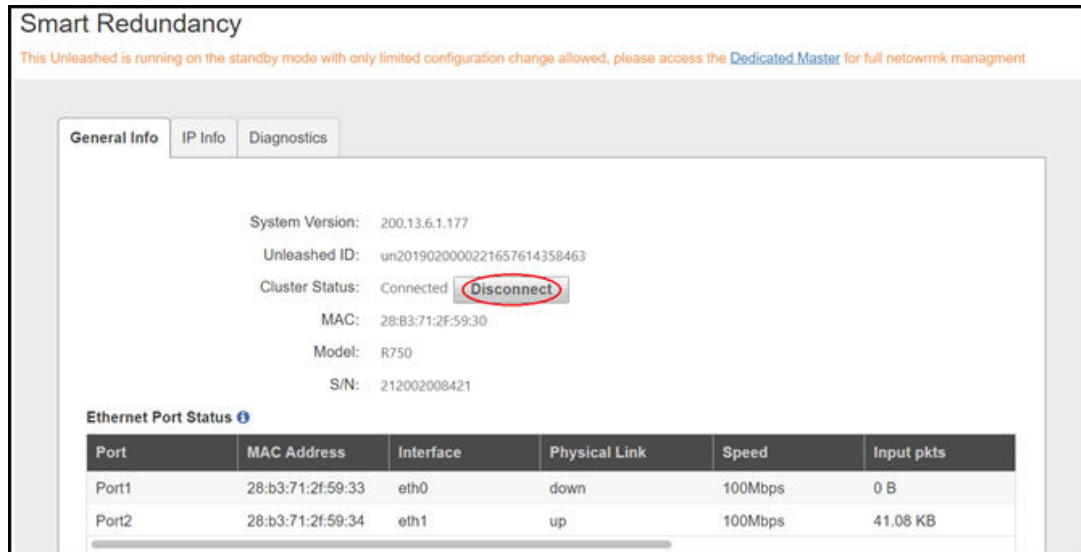 Smart Redundancy
This Unleashed is running on the standby mode with only limited configuration change allowed, please access the Dedicated Master for full netowrmk managment
General Info IP Info Diagnostics
System Version: 200.13.6.1.177
Unleashed ID: un2019020000221657614358463
Cluster Status: Connected Disconnect
MAC: 28:B3:71:2F:59:30
Model: R750
S/N: 212002008421
Ethernet Port Status
Port MAC Address Interface Physical Link Speed Input pkts
Port1 28:b3:71:2f:59:33 eth0 down 100Mbps 0 B
Port2 28:b3:71:2f:59:34 eth1 up 100Mbps 41.08 KB